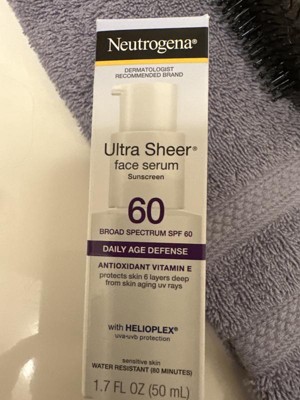 Neutrogena®
DERMATOLOGIST
RECOMMENDED BRAND
Ultra Sheer®
face serum
Sunscreen
60
BROAD SPECTRUM SPF 60
DAILY AGE DEFENSE
ANTIOXIDANT VITAMIN E
protects skin 6 layers deep
from skin aging uv rays
with HELIOPLEX®
uva·uvb protection
sensitive skin
WATER RESISTANT (80 MINUTES)
1.7 FL OZ (50 mL)